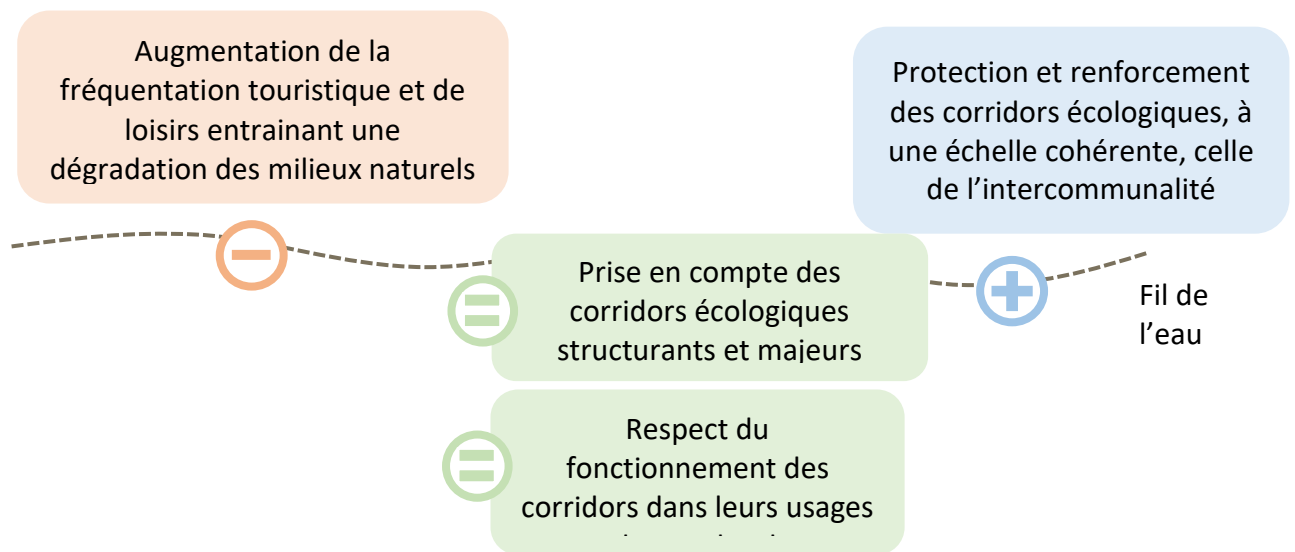 Augmentation de la
fréquentation touristique et de
loisirs entrainant une
dégradation des milieux naturels
Protection et renforcement
des corridors écologiques, à
une échelle cohérente, celle
de l’intercommunalité
Prise en compte des
corridors écologiques
structurants et majeurs
Fil de
l’eau
Respect du
fonctionnement des
corridors dans leurs usages